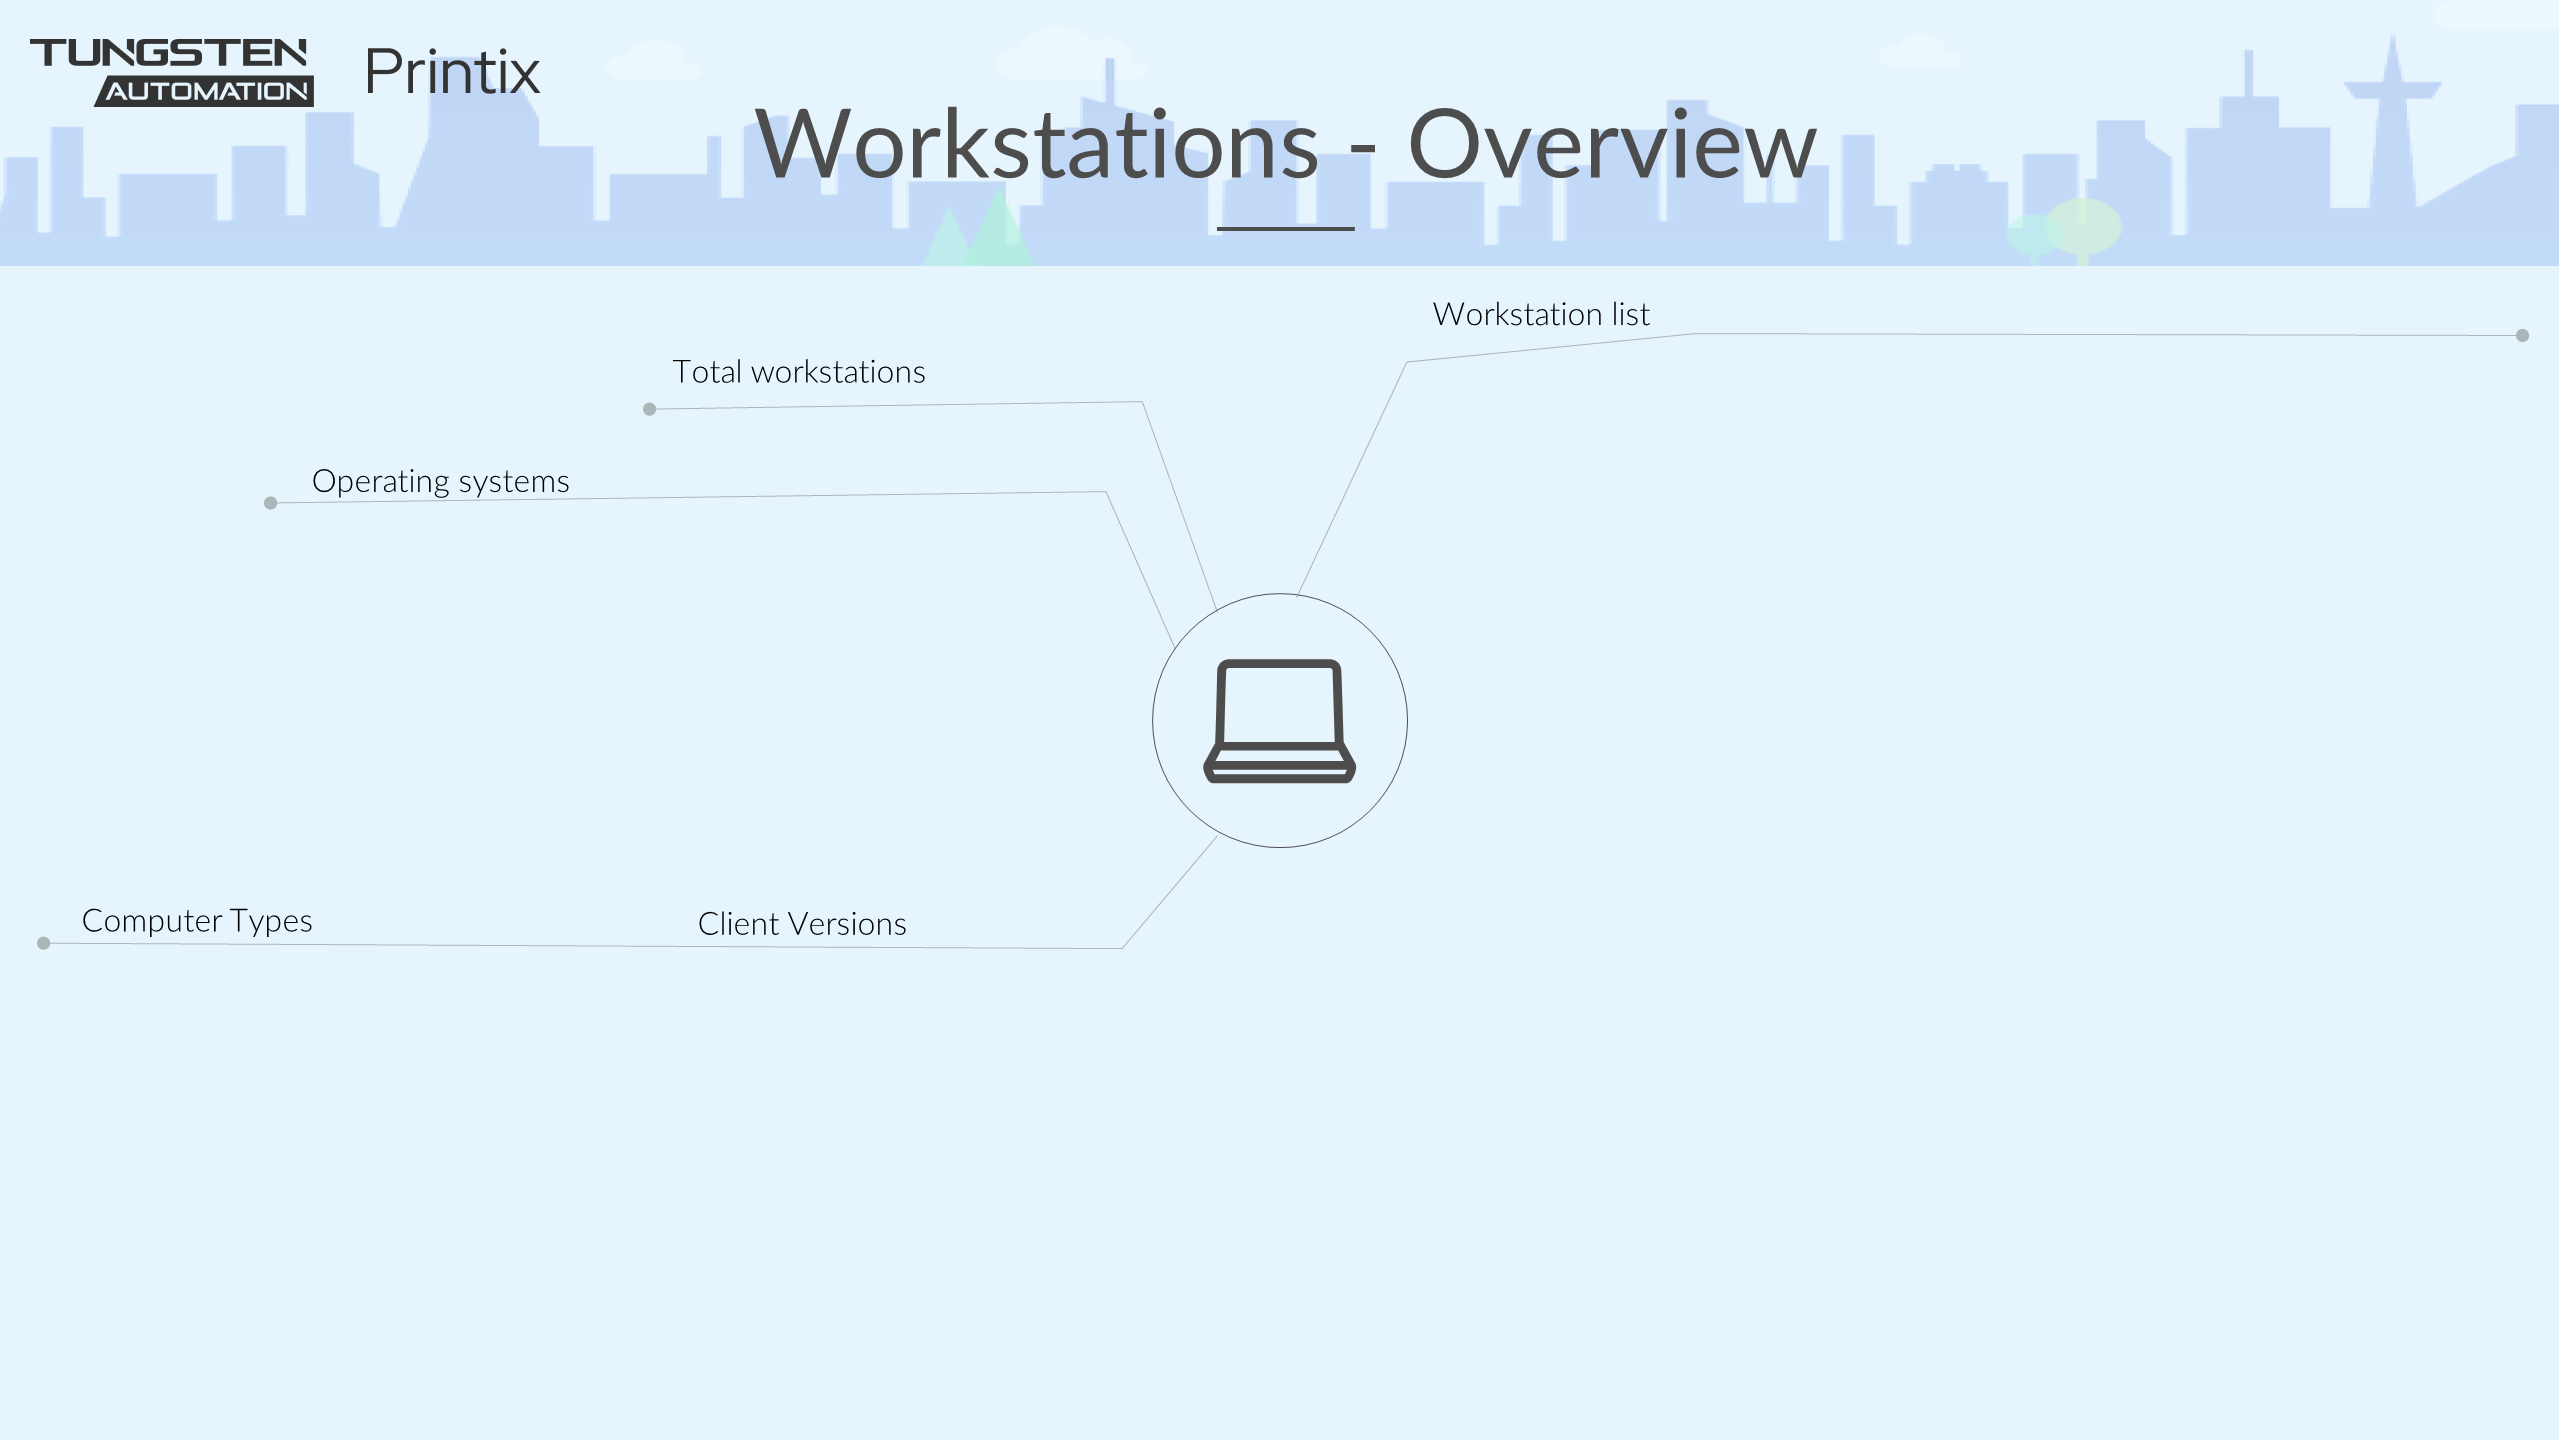 TUNGSTEN
AUTOMATION
Printix
Workstations - Overview
Workstation list
Total workstations
Operating systems
Computer Types
Client Versions